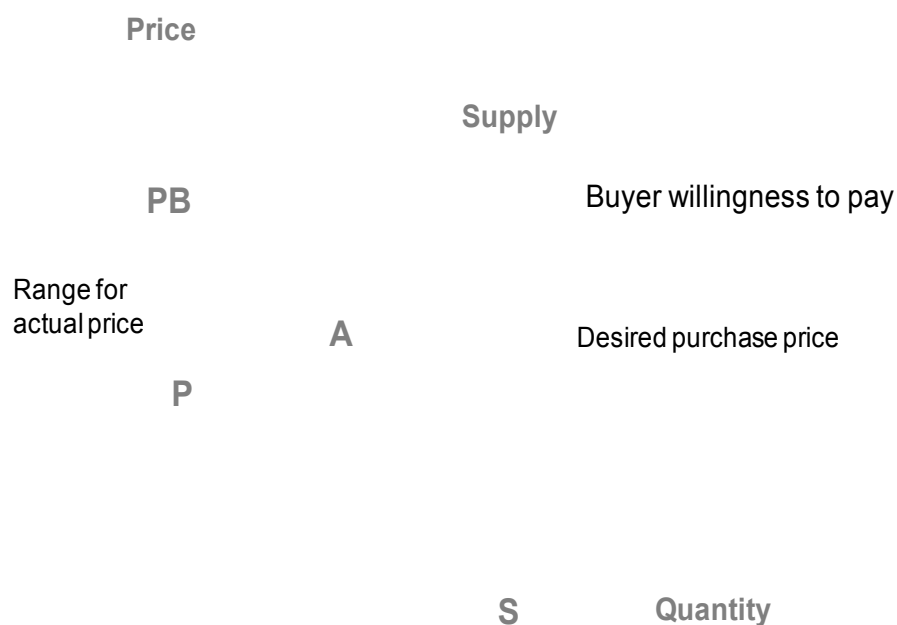 Price
Supply
PB
Buyer willingness to pay
Range for
actual price
A
Desired purchase price
P
S
Quantity